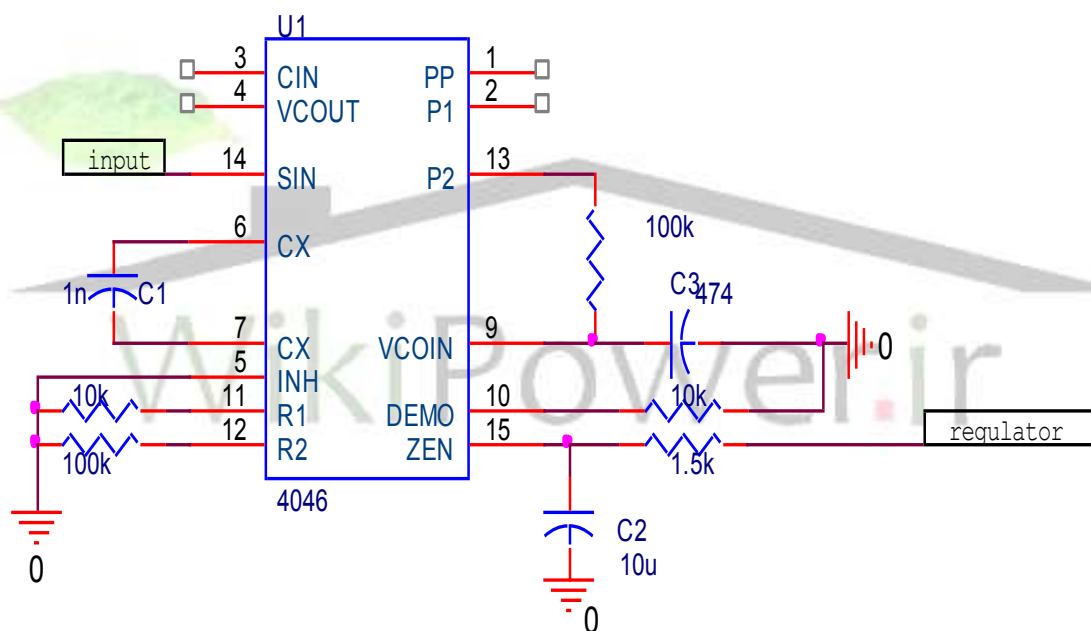 U1
3 CIN PP 1
4 VCOUT P1 2
input 14 SIN P2 13
100k
6 CX
1n C1 C3 474
7 CX VCOIN 9 0
5 INH 10k
10k 11 R1 DEMO 10
12 R2 ZEN 15 regulator
100k 1.5k
4046
C2
10u
0
0
WikiPower.ir